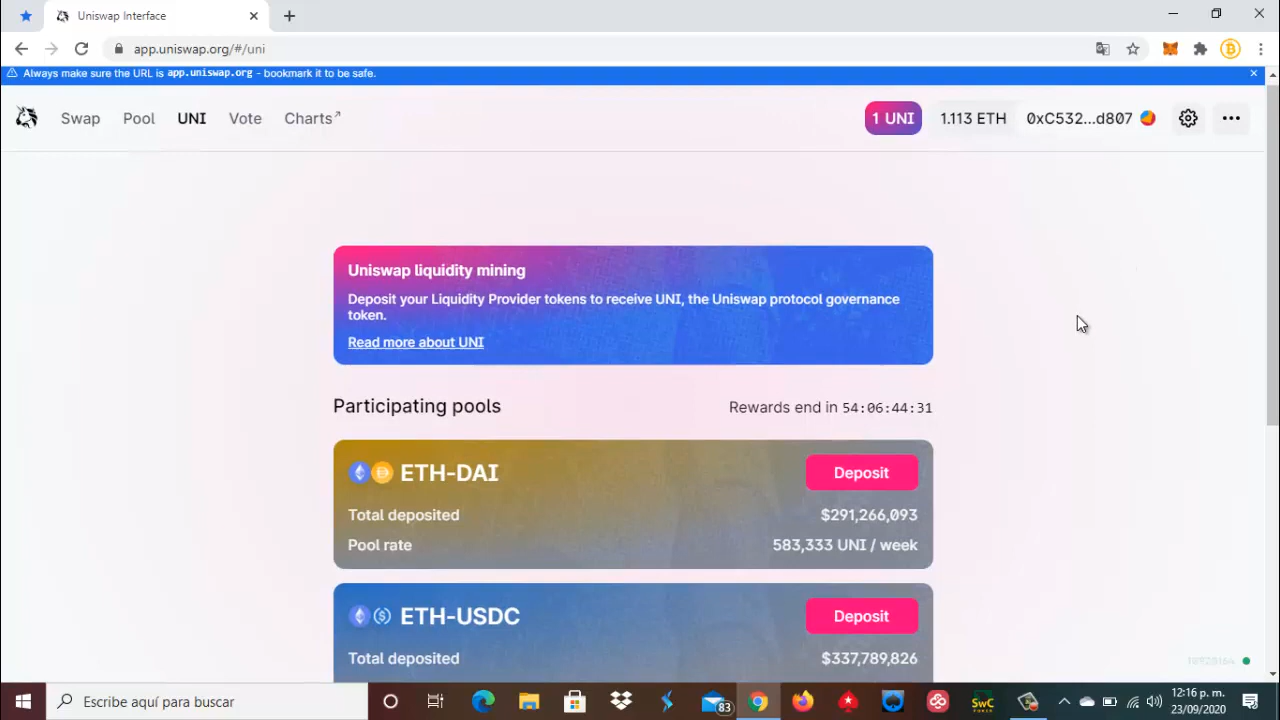 Uniswap Interface
app.uniswap.org/#/uni
Always make sure the URL is app.uniswap.org - bookmark it to be safe.
Swap Pool UNI Vote Charts↗ 1 UNI 1.113 ETH 0xC532...d807
Uniswap liquidity mining
Deposit your Liquidity Provider tokens to receive UNI, the Uniswap protocol governance
token.
Read more about UNI
Participating pools Rewards end in 54:06:44:31
ETH-DAI Deposit
Total deposited $291,266,093
Pool rate 583,333 UNI / week
ETH-USDC Deposit
Total deposited $337,789,826
Escribe aquí para buscar
83
SwC
12:16 p. m.
23/09/2020